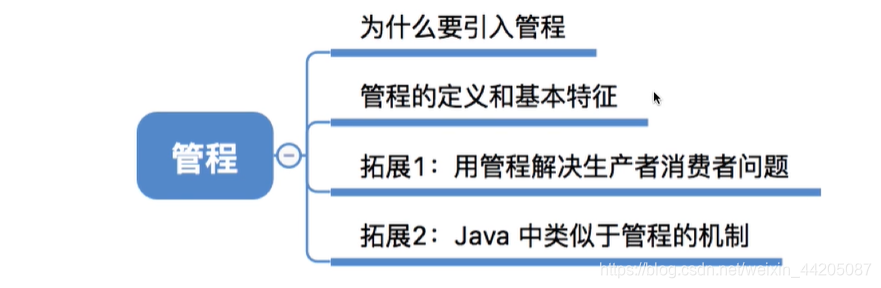 为什么要引入管程
管程的定义和基本特征
管程
拓展1：用管程解决生产者消费者问题
拓展2：Java 中类似于管程的机制
https://blog.csdn.net/weixin_44205087